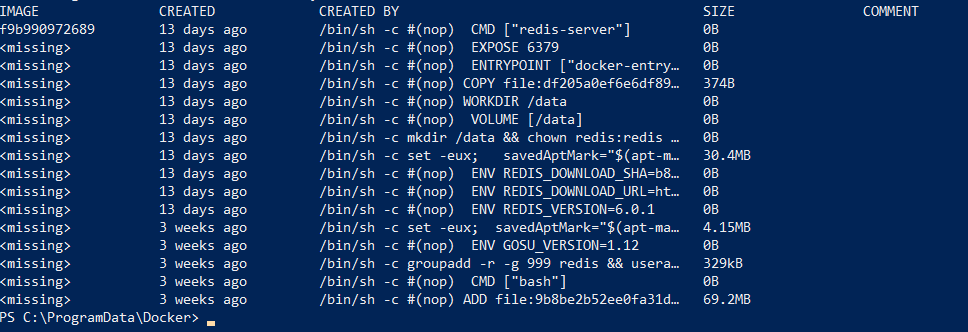 IMAGE CREATED CREATED BY SIZE COMMENT
f9b990972689 13 days ago /bin/sh -c #(nop)  CMD ["redis-server"] 0B
<missing> 13 days ago /bin/sh -c #(nop)  EXPOSE 6379 0B
<missing> 13 days ago /bin/sh -c #(nop)  ENTRYPOINT ["docker-entry… 0B
<missing> 13 days ago /bin/sh -c #(nop) COPY file:df205a0ef6e6df89… 374B
<missing> 13 days ago /bin/sh -c #(nop) WORKDIR /data 0B
<missing> 13 days ago /bin/sh -c #(nop)  VOLUME [/data] 0B
<missing> 13 days ago /bin/sh -c mkdir /data && chown redis:redis … 0B
<missing> 13 days ago /bin/sh -c set -eux;   savedAptMark="$(apt-m… 30.4MB
<missing> 13 days ago /bin/sh -c #(nop)  ENV REDIS_DOWNLOAD_SHA=b8… 0B
<missing> 13 days ago /bin/sh -c #(nop)  ENV REDIS_DOWNLOAD_URL=ht… 0B
<missing> 13 days ago /bin/sh -c #(nop)  ENV REDIS_VERSION=6.0.1 0B
<missing> 3 weeks ago /bin/sh -c set -eux;  savedAptMark="$(apt-ma… 4.15MB
<missing> 3 weeks ago /bin/sh -c #(nop)  ENV GOSU_VERSION=1.12 0B
<missing> 3 weeks ago /bin/sh -c groupadd -r -g 999 redis && usera… 329kB
<missing> 3 weeks ago /bin/sh -c #(nop)  CMD ["bash"] 0B
<missing> 3 weeks ago /bin/sh -c #(nop) ADD file:9b8be2b52ee0fa31d… 69.2MB
PS C:\ProgramData\Docker>